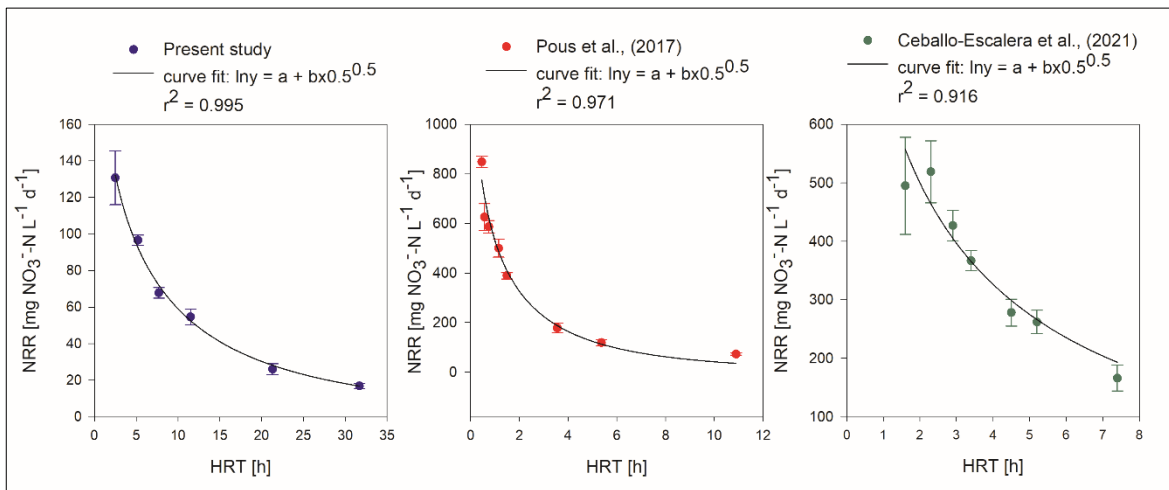 Present study
curve fit: lny = a + bx0.5^0.5
r^2 = 0.995
160
140
120
100
80
60
40
20
0
NRR [mg NO3^–-N L^-1 d^-1]
0 5 10 15 20 25 30 35
HRT [h]
Pous et al., (2017)
curve fit: lny = a + bx0.5^0.5
r^2 = 0.971
1000
800
600
400
200
0
NRR [mg NO3^–-N L^-1 d^-1]
0 2 4 6 8 10 12
HRT [h]
Ceballo-Escalera et al., (2021)
curve fit: lny = a + bx0.5^0.5
r^2 = 0.916
600
500
400
300
200
100
NRR [mg NO3^–-N L^-1 d^-1]
0 1 2 3 4 5 6 7 8
HRT [h]